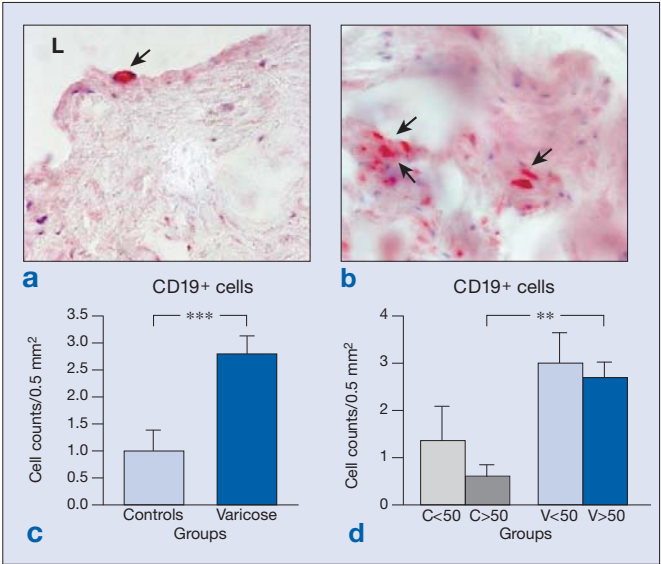 L
a
b
CD19+ cells
3.5
3.0
2.5
2.0
1.5
1.0
0.5
0.0
Cell counts/0.5 mm²
***
Controls Varicose
Groups
c
CD19+ cells
4
3
2
1
0
Cell counts/0.5 mm²
**
C<50 C>50 V<50 V>50
Groups
d